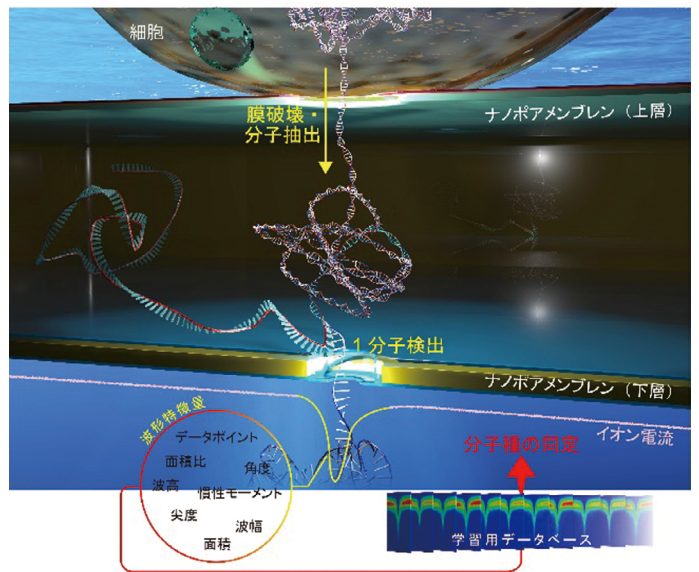 細胞
膜破壊・
分子抽出
ナノポアメンブレン（上層）
1分子検出
ナノポアメンブレン（下層）
イオン電流
波形特徴量
データポイント
面積比
角度
波高
慣性モーメント
尖度
波幅
面積
分子種の同定
学習用データベース